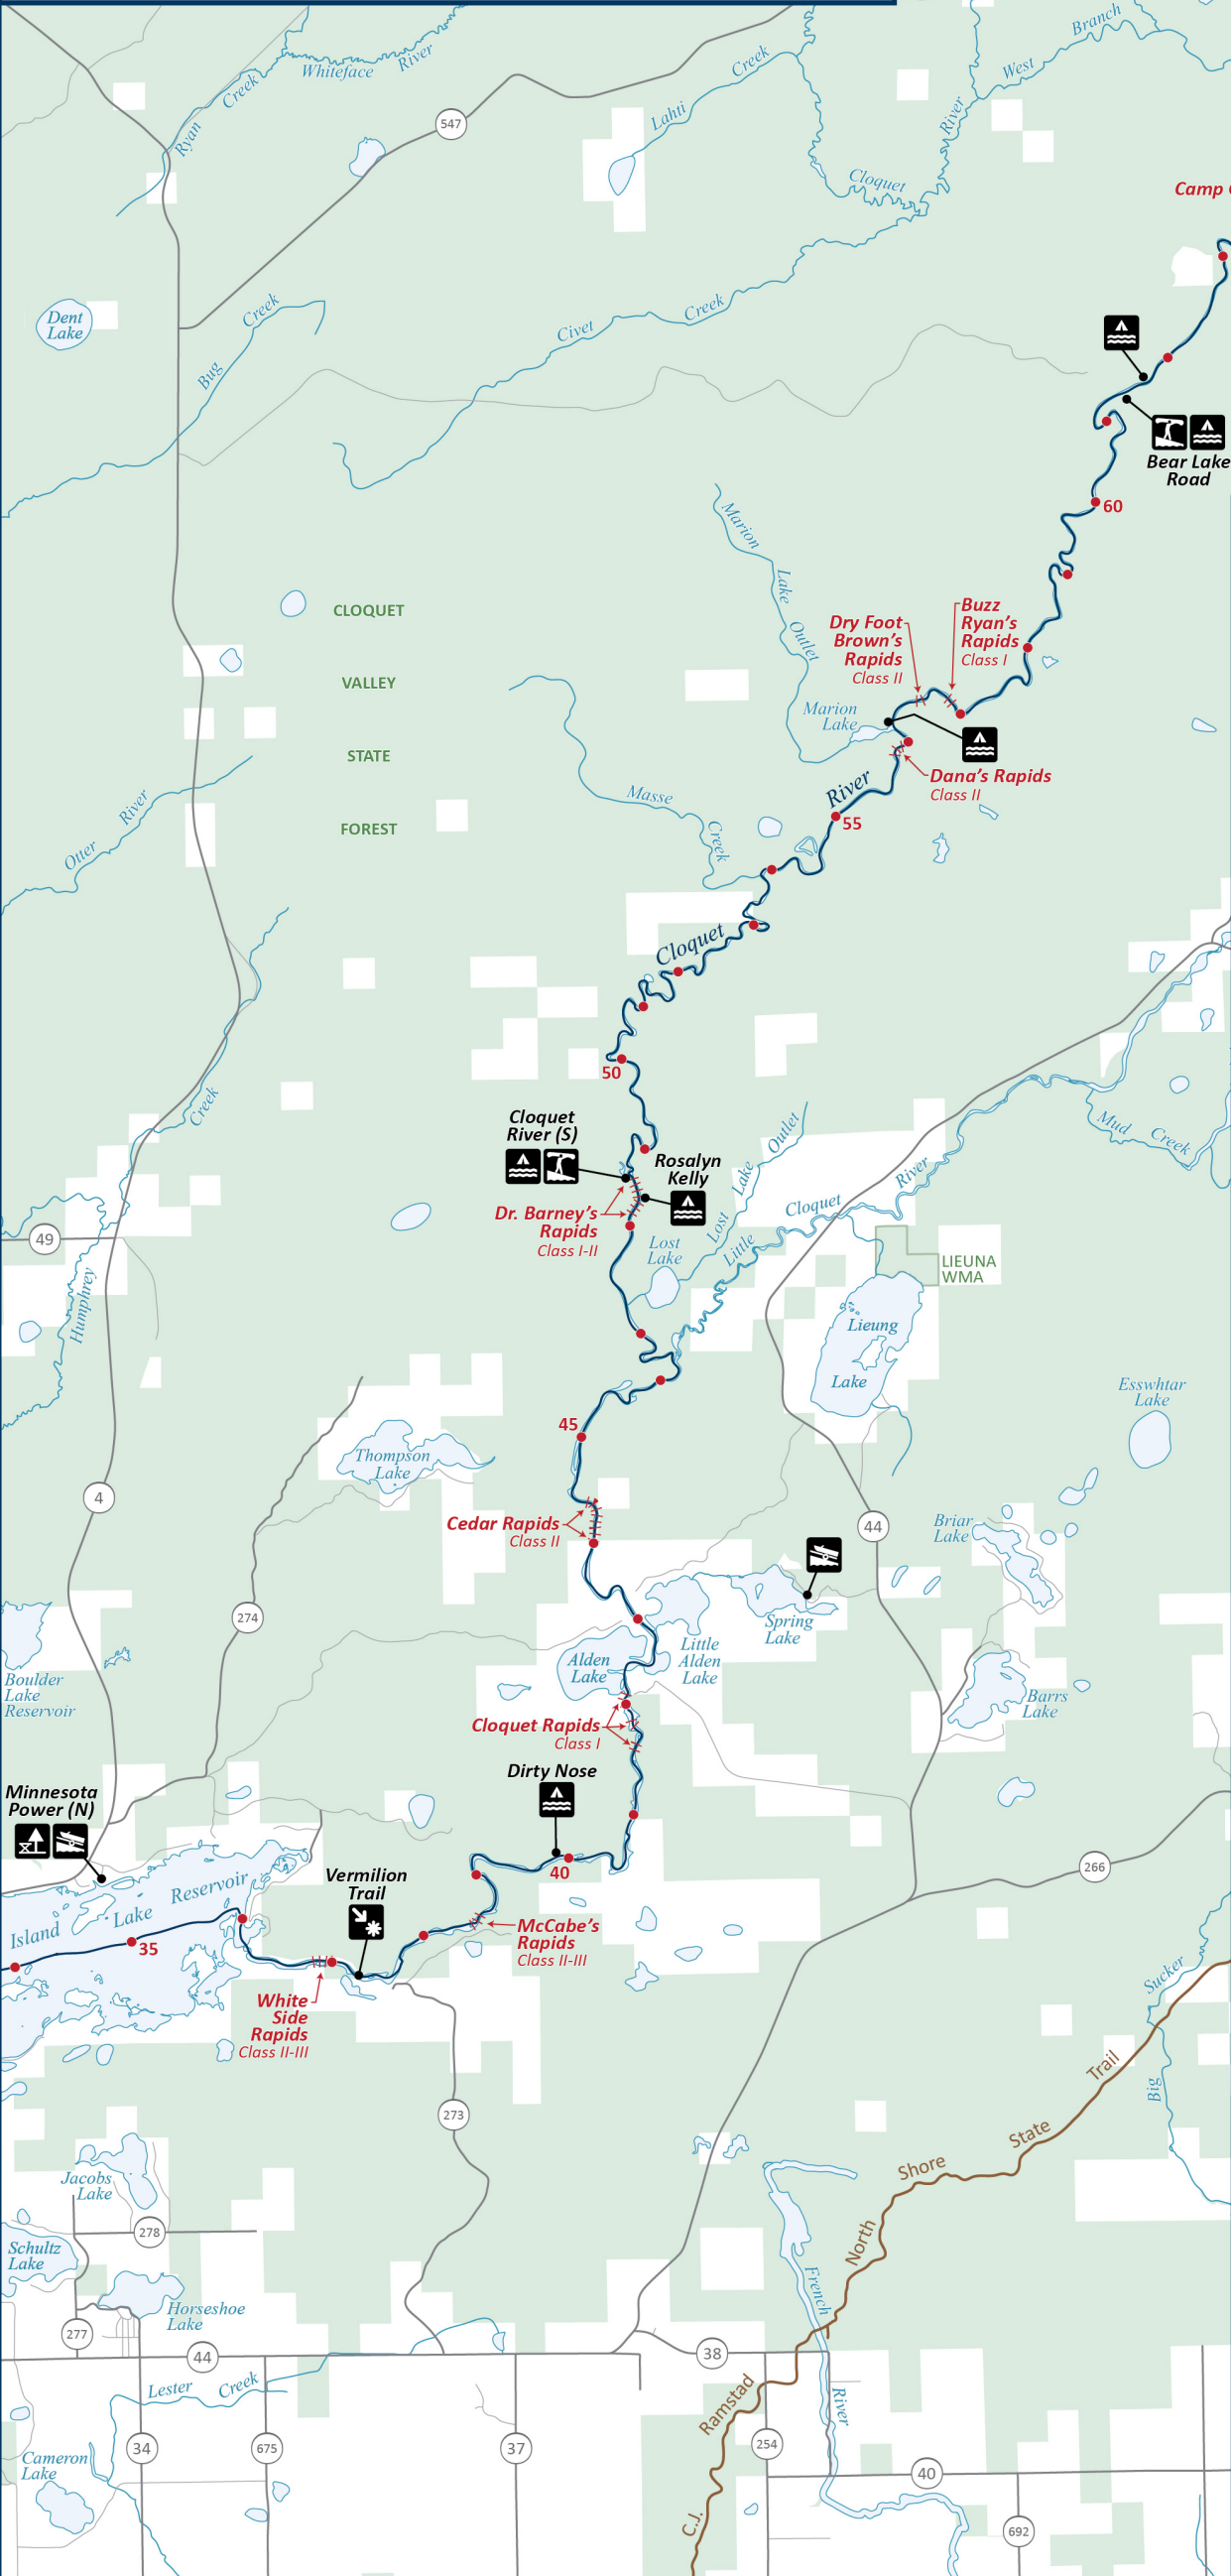 Whiteface River
Ryan Creek
547
Lahti Creek
West Branch
Cloquet River
Camp
Dent
Lake
Bug Creek
Civet Creek
Bear Lake
Road
60
Marion Lake Outlet
CLOQUET
VALLEY
STATE
FOREST
Dry Foot
Brown's
Rapids
Class II
Buzz
Ryan's
Rapids
Class I
Marion
Lake
Dana's Rapids
Class II
Masse Creek
Otter River
55
Cloquet River
50
Cloquet
River (S)
Rosalyn
Kelly
Dr. Barney's
Rapids
Class I-II
Lost
Lake
Lost Lake Outlet
Little Cloquet River
Mud Creek
Creek
Humphrey
49
LIEUNA
WMA
Lieung
Lake
Esswhtar
Lake
45
Thompson
Lake
4
Cedar Rapids
Class II
44
Briar
Lake
274
Spring
Lake
Little
Alden
Lake
Alden
Lake
Boulder
Lake
Reservoir
Barrs
Lake
Cloquet Rapids
Class I
Dirty Nose
Minnesota
Power (N)
40
266
Vermilion
Trail
Island Lake Reservoir
35
McCabe's
Rapids
Class II-III
White
Side
Rapids
Class II-III
Big Sucker
273
C.J. Ramstad North Shore State Trail
Jacobs
Lake
278
Schultz
Lake
Horseshoe
Lake
277
44
French River
38
Lester Creek
34
675
37
254
40
Cameron
Lake
692